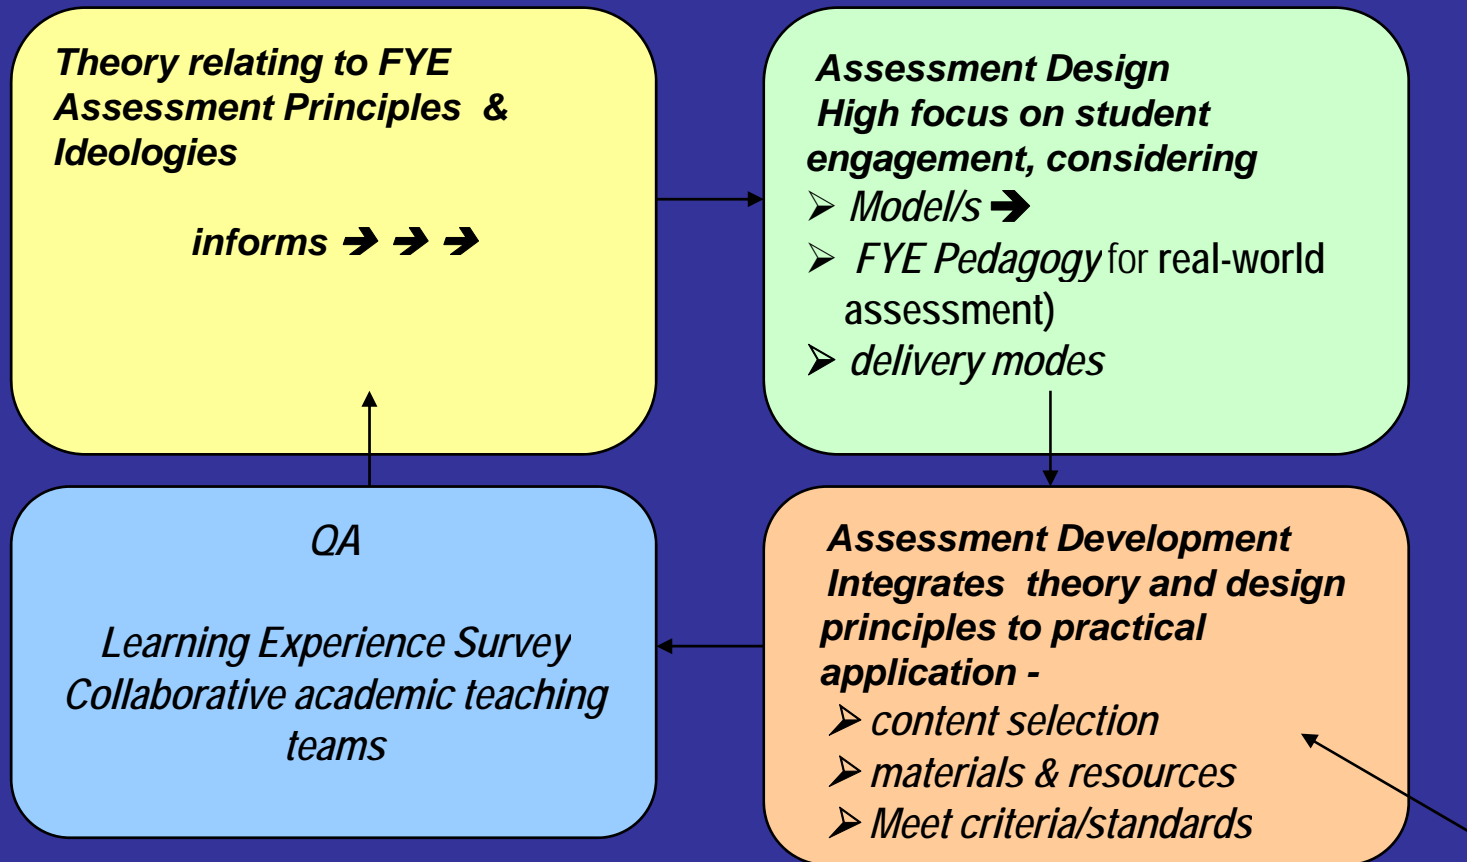 Theory relating to FYE
Assessment Principles &
Ideologies
informs ➔ ➔ ➔
Assessment Design
High focus on student
engagement, considering
➢ Model/s ➔
➢ FYE Pedagogy for real-world
assessment)
➢ delivery modes
QA
Learning Experience Survey
Collaborative academic teaching
teams
Assessment Development
Integrates theory and design
principles to practical
application -
➢ content selection
➢ materials & resources
➢ Meet criteria/standards